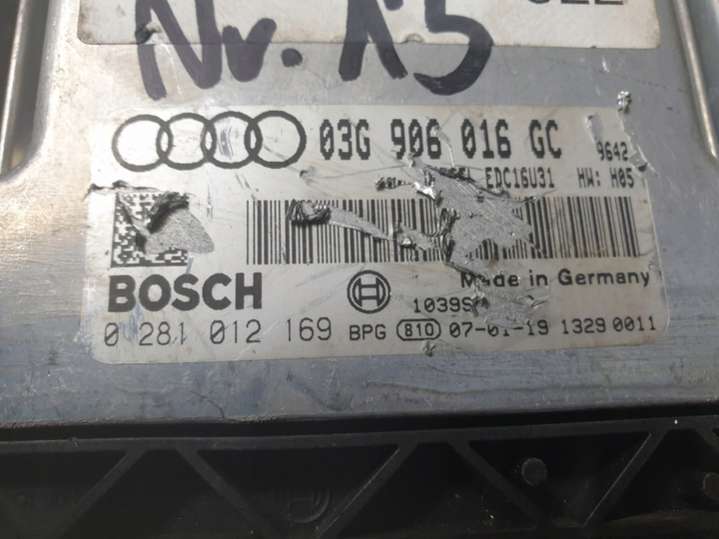 Nr. 15
03G 906 016 GC 9642
EDC16U31 HW: H05
BOSCH Made in Germany
0 281 012 169 BPG 810 07-01-19 1329 0011